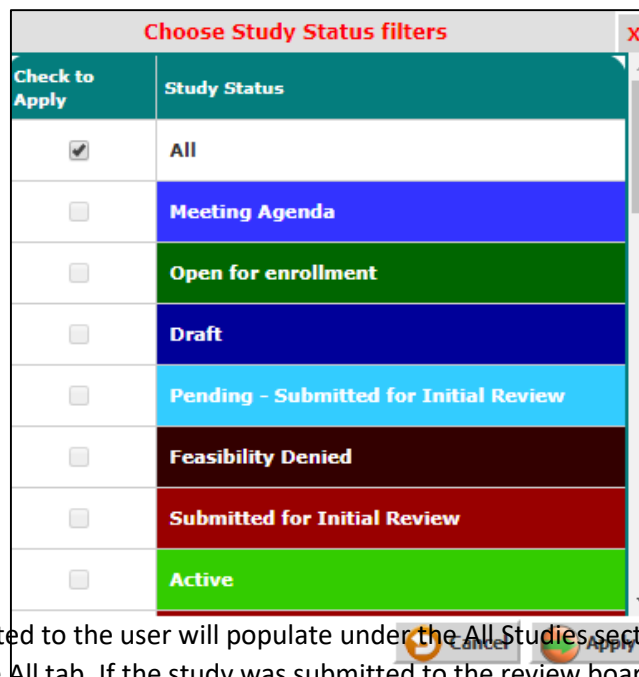 Choose Study Status filters X
Check to Apply Study Status
All
Meeting Agenda
Open for enrollment
Draft
Pending - Submitted for Initial Review
Feasibility Denied
Submitted for Initial Review
Active
ted to the user will populate under the All Studies sect
Cancel Apply
All tab. If the study was submitted to the review boar